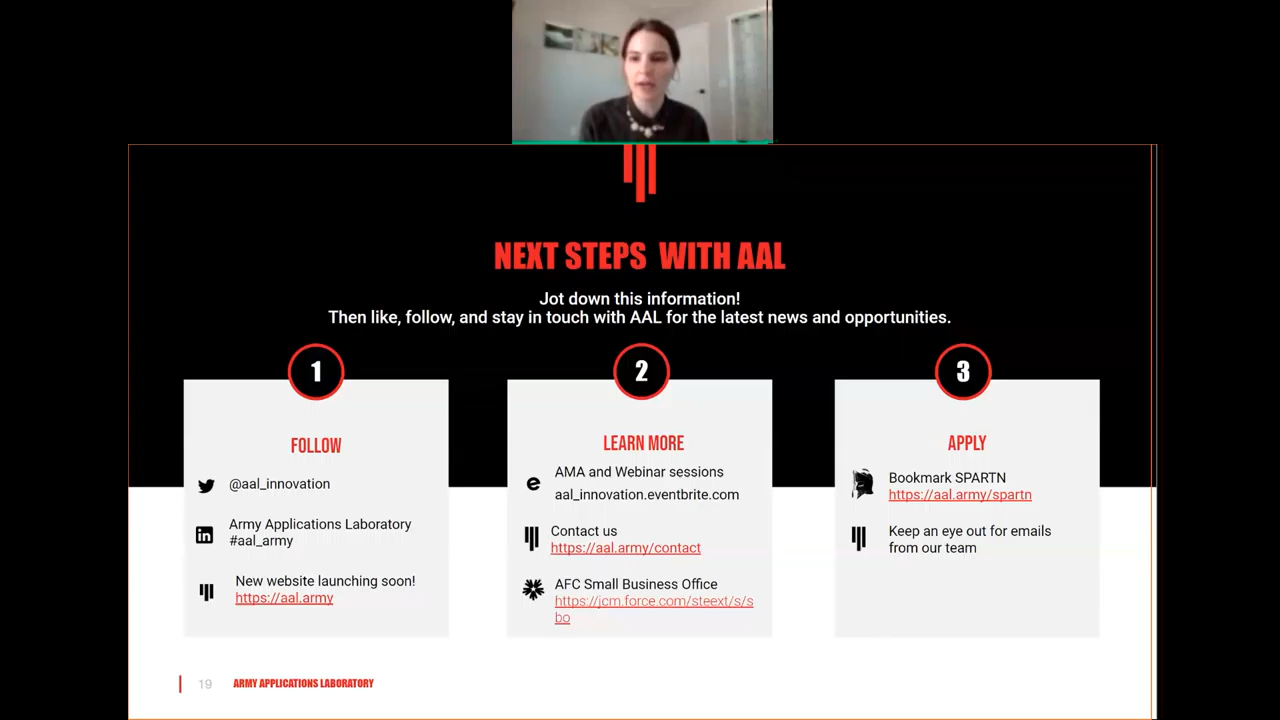 NEXT STEPS WITH AAL
Jot down this information!
Then like, follow, and stay in touch with AAL for the latest news and opportunities.
1
FOLLOW
@aal_innovation
Army Applications Laboratory
#aal_army
New website launching soon!
https://aal.army
2
LEARN MORE
AMA and Webinar sessions
aal_innovation.eventbrite.com
Contact us
https://aal.army/contact
AFC Small Business Office
https://jcm.force.com/steext/s/s
bo
3
APPLY
Bookmark SPARTN
https://aal.army/spartn
Keep an eye out for emails
from our team
19 ARMY APPLICATIONS LABORATORY